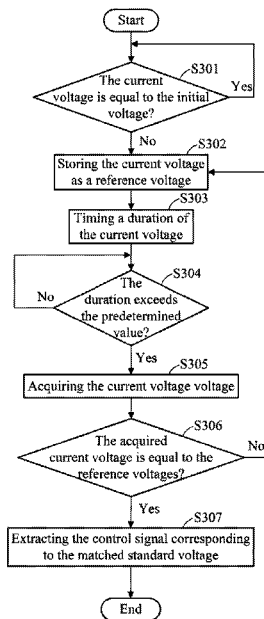 Start
S301
The current
voltage is equal to the initial
voltage?
Yes
No
S302
Storing the current voltage
as a reference voltage
S303
Timing a duration of
the current voltage
S304
The
duration exceeds
the predetermined
value?
No
Yes
S305
Acquiring the current voltage voltage
S306
The acquired
current voltage is equal to the
reference voltages?
No
Yes
S307
Extracting the control signal corresponding
to the matched standard voltage
End